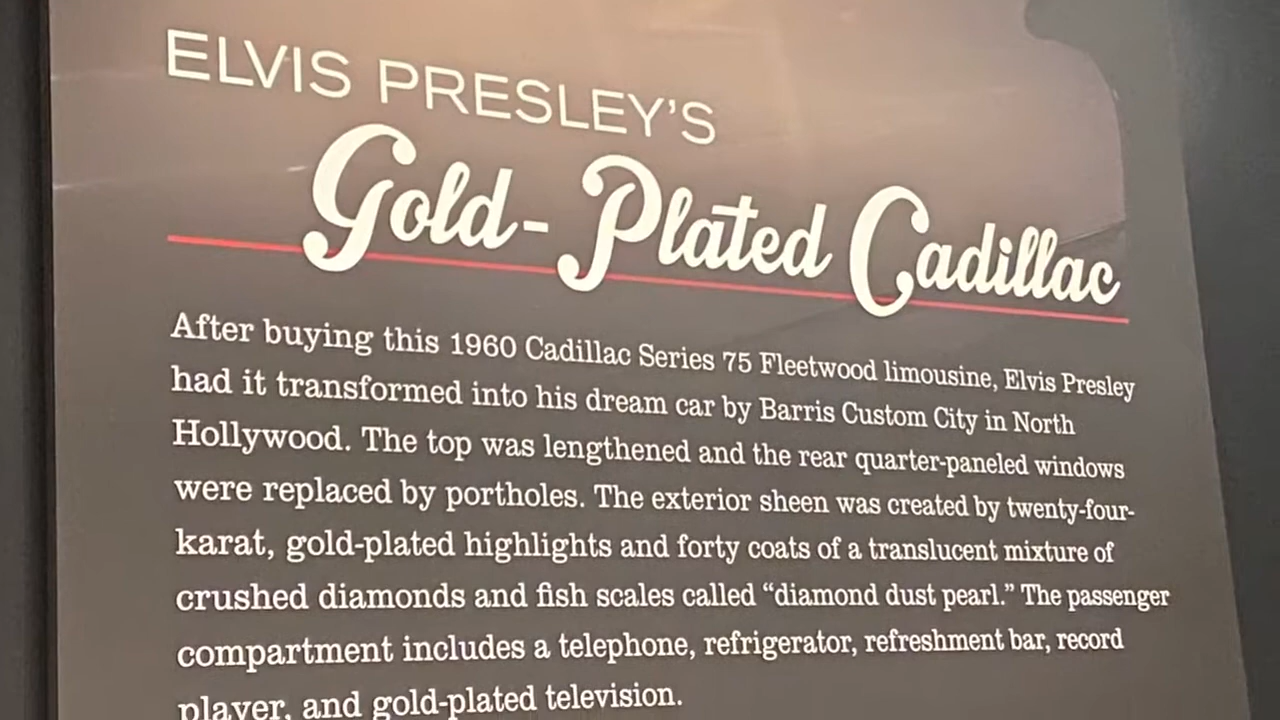 ELVIS PRESLEY’S
Gold-Plated Cadillac
After buying this 1960 Cadillac Series 75 Fleetwood limousine, Elvis Presley
had it transformed into his dream car by Barris Custom City in North
Hollywood. The top was lengthened and the rear quarter-paneled windows
were replaced by portholes. The exterior sheen was created by twenty-four-
karat, gold-plated highlights and forty coats of a translucent mixture of
crushed diamonds and fish scales called “diamond dust pearl.” The passenger
compartment includes a telephone, refrigerator, refreshment bar, record
player, and gold-plated television.